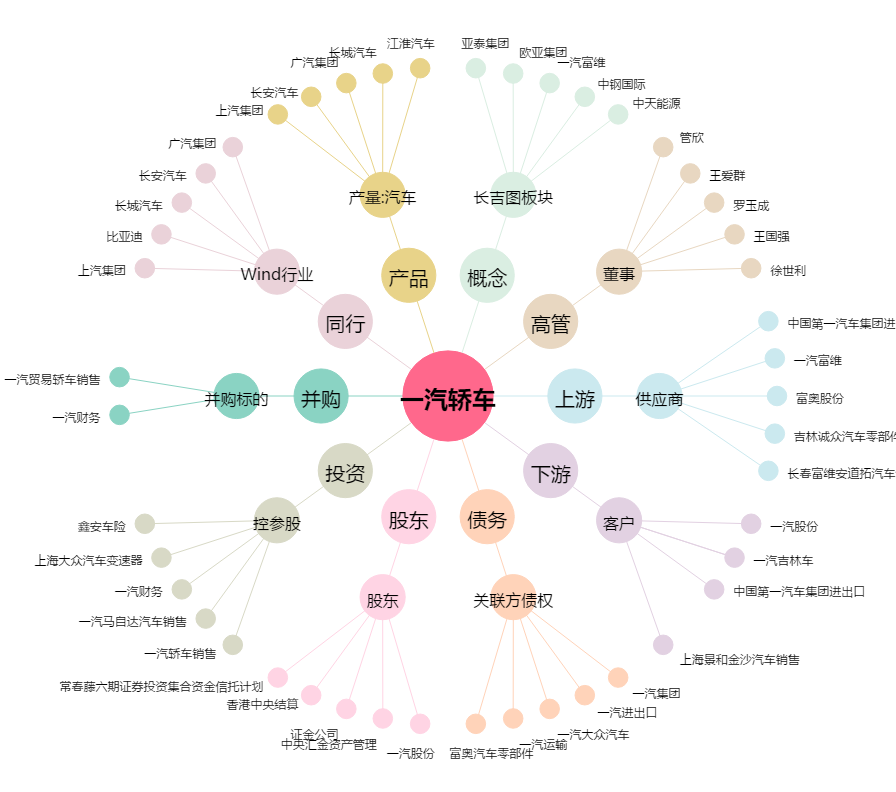 江淮汽车
长城汽车
广汽集团
长安汽车
上汽集团
产量:汽车
产品
亚泰集团
欧亚集团
一汽富维
中钢国际
中天能源
长吉图板块
概念
广汽集团
长安汽车
长城汽车
比亚迪
上汽集团
Wind行业
同行
管欣
王爱群
罗玉成
王国强
徐世利
董事
高管
一汽贸易轿车销售
一汽财务
并购标的
并购
一汽轿车
上游
供应商
中国第一汽车集团进
一汽富维
富奥股份
吉林诚众汽车零部件
长春富维安道拓汽车
投资
控参股
鑫安车险
上海大众汽车变速器
一汽财务
一汽马自达汽车销售
一汽轿车销售
下游
客户
一汽股份
一汽吉林车
中国第一汽车集团进出口
上海景和金沙汽车销售
股东
股东
常春藤六期证券投资集合资金信托计划
香港中央结算
证金公司
中央汇金资产管理
一汽股份
债务
关联方债权
一汽集团
一汽进出口
一汽大众汽车
一汽运输
富奥汽车零部件